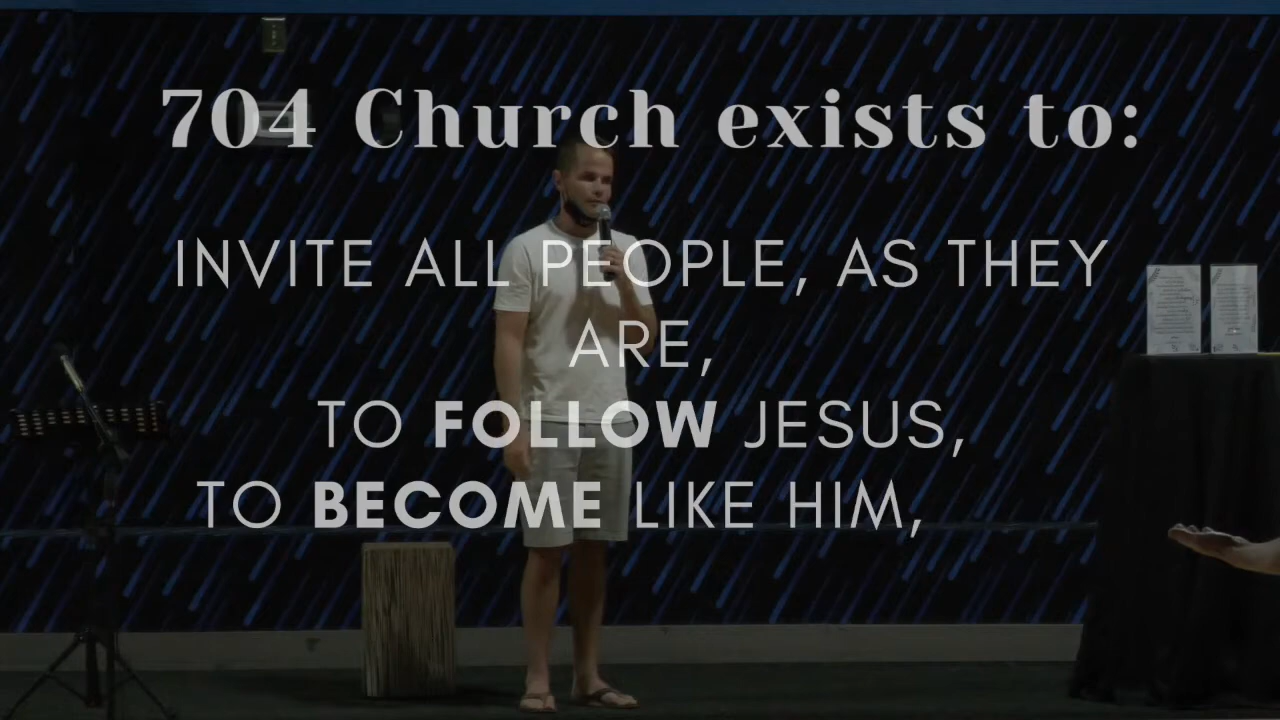 704 Church exists to:
INVITE ALL PEOPLE, AS THEY
ARE,
TO FOLLOW JESUS,
TO BECOME LIKE HIM,